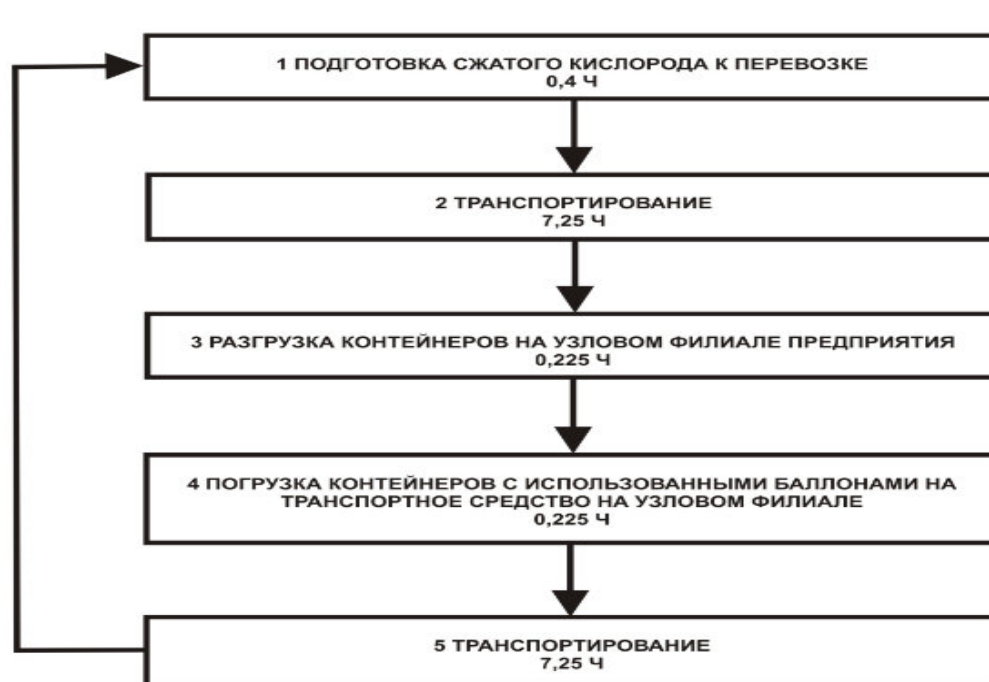 1 ПОДГОТОВКА СЖАТОГО КИСЛОРОДА К ПЕРЕВОЗКЕ
0,4 Ч
2 ТРАНСПОРТИРОВАНИЕ
7,25 Ч
3 РАЗГРУЗКА КОНТЕЙНЕРОВ НА УЗЛОВОМ ФИЛИАЛЕ ПРЕДПРИЯТИЯ
0,225 Ч
4 ПОГРУЗКА КОНТЕЙНЕРОВ С ИСПОЛЬЗОВАННЫМИ БАЛЛОНАМИ НА
ТРАНСПОРТНОЕ СРЕДСТВО НА УЗЛОВОМ ФИЛИАЛЕ
0,225 Ч
5 ТРАНСПОРТИРОВАНИЕ
7,25 Ч